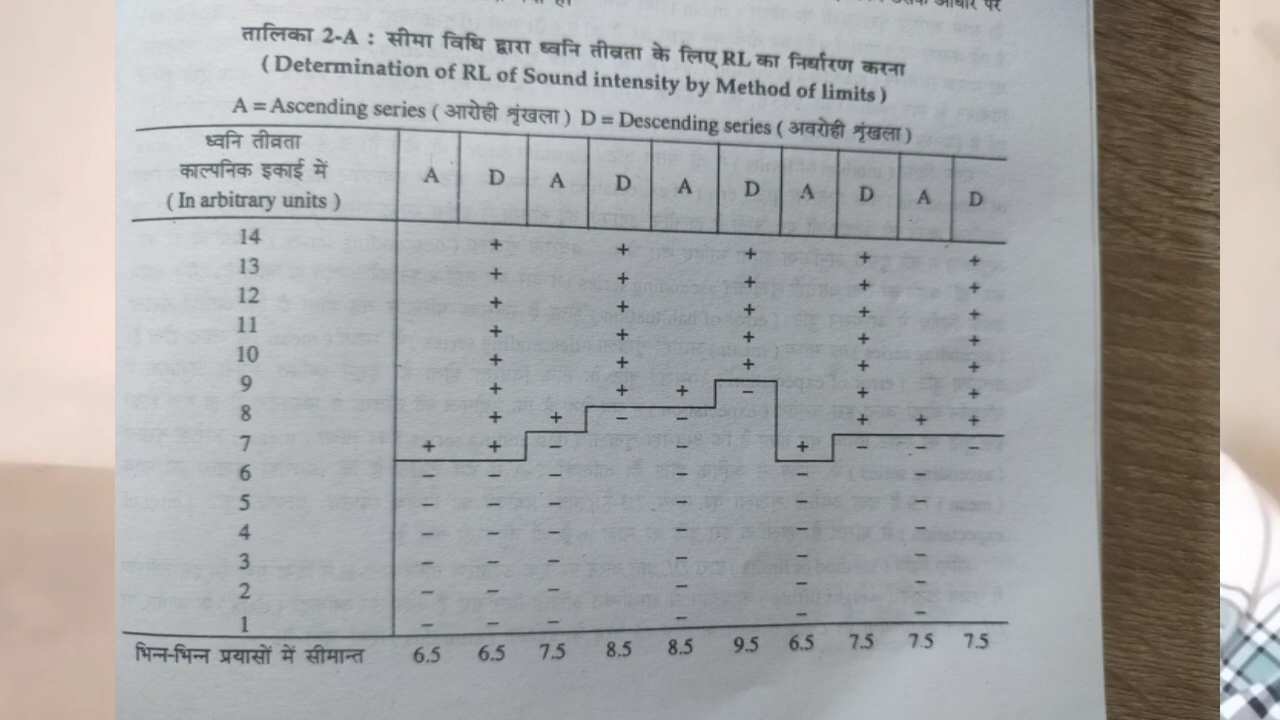 आधार पर
तालिका 2-A : सीमा विधि द्वारा ध्वनि तीव्रता के लिए RL का निर्धारण करना
( Determination of RL of Sound intensity by Method of limits )
A = Ascending series ( आरोही शृंखला ) D = Descending series ( अवरोही शृंखला )
ध्वनि तीव्रता
काल्पनिक इकाई में
( In arbitrary units )
A D A D A D A D A D
14 + + + + +
13 + + + + +
12 + + + + +
11 + + + + +
10 + + + + +
9 + + + − + +
8 + + − − + + +
7 + + − − + − − −
6 − − − − − −
5 − − − − − −
4 − − − − − −
3 − − − − − −
2 − − − − − −
1 − − − − − −
भिन्न-भिन्न प्रयासों में सीमान्त 6.5 6.5 7.5 8.5 8.5 9.5 6.5 7.5 7.5 7.5